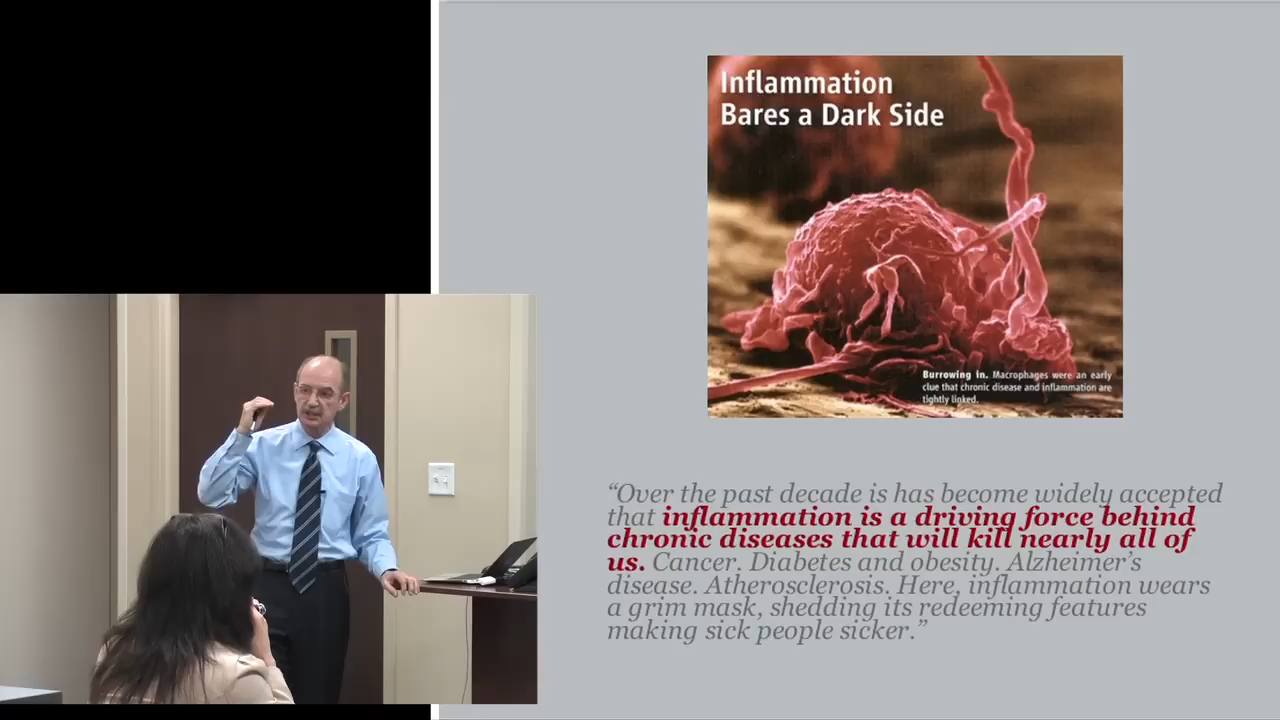 Inflammation
Bares a Dark Side
Burrowing in. Macrophages were an early
clue that chronic disease and inflammation are
tightly linked.
“Over the past decade is has become widely accepted
that inflammation is a driving force behind
chronic diseases that will kill nearly all of
us. Cancer. Diabetes and obesity. Alzheimer’s
disease. Atherosclerosis. Here, inflammation wears
a grim mask, shedding its redeeming features
making sick people sicker.”